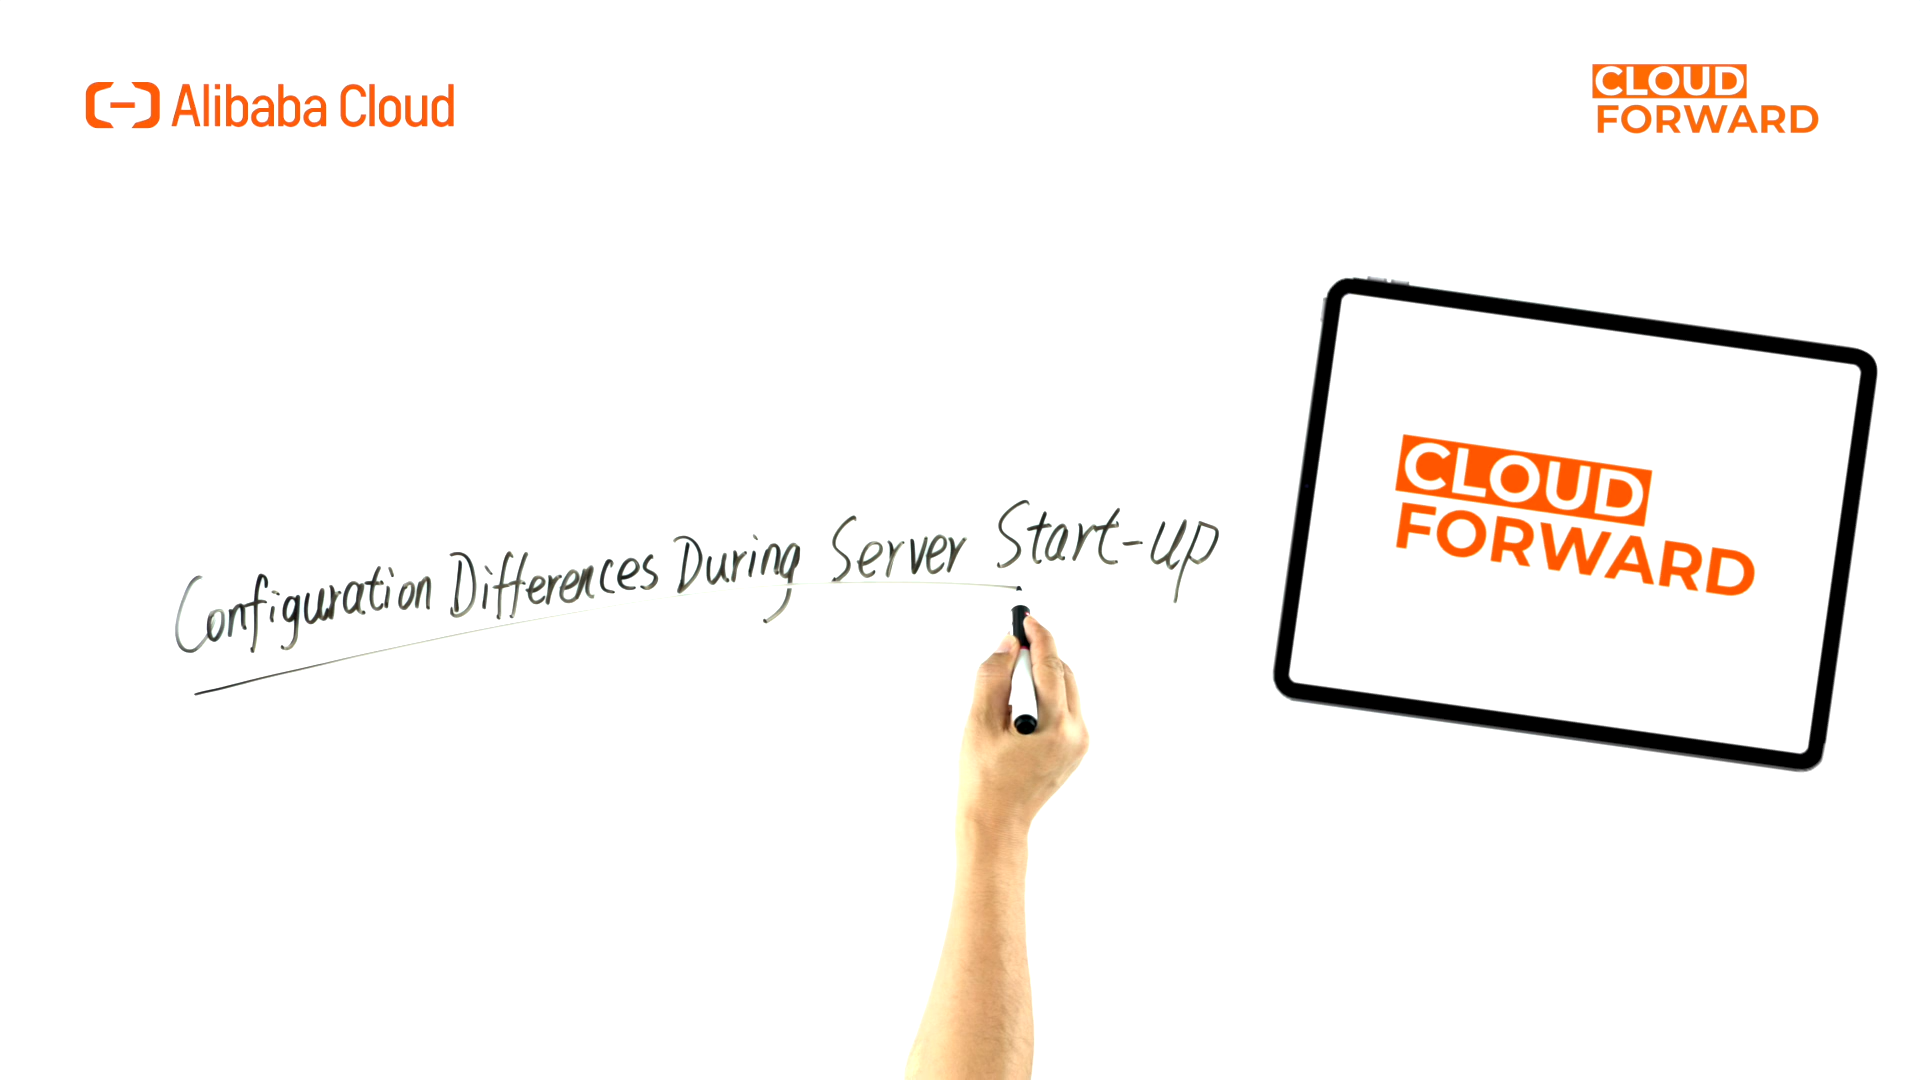 Alibaba Cloud
CLOUD
FORWARD
Configuration Differences During Server Start-up
CLOUD
FORWARD